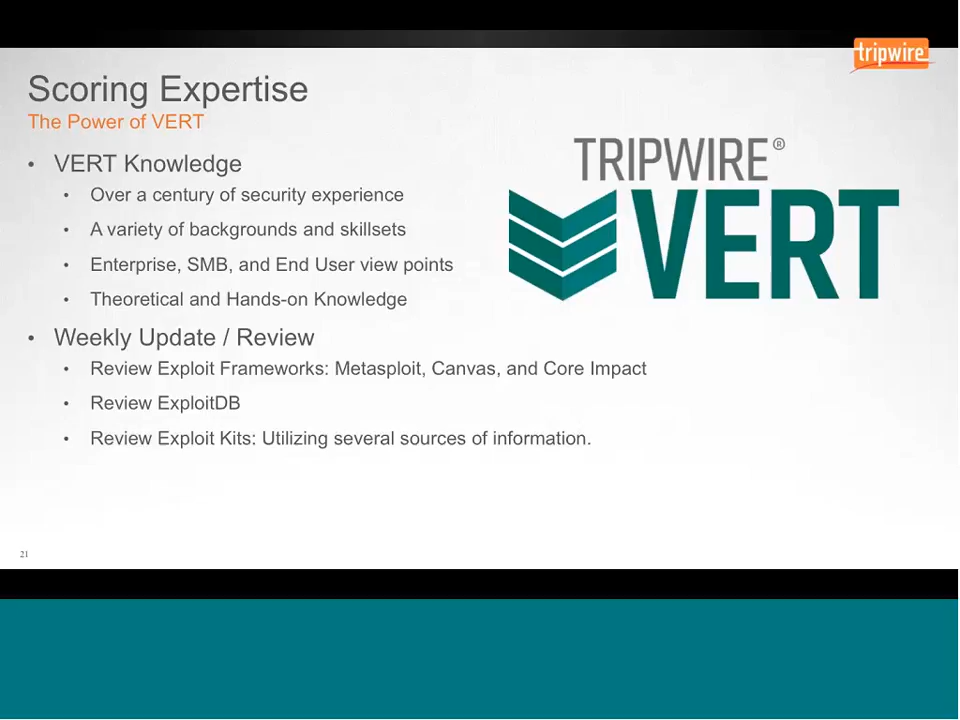 tripwire
Scoring Expertise
The Power of VERT
• VERT Knowledge
• Over a century of security experience
• A variety of backgrounds and skillsets
• Enterprise, SMB, and End User view points
• Theoretical and Hands-on Knowledge
TRIPWIRE®
VERT
• Weekly Update / Review
• Review Exploit Frameworks: Metasploit, Canvas, and Core Impact
• Review ExploitDB
• Review Exploit Kits: Utilizing several sources of information.
21